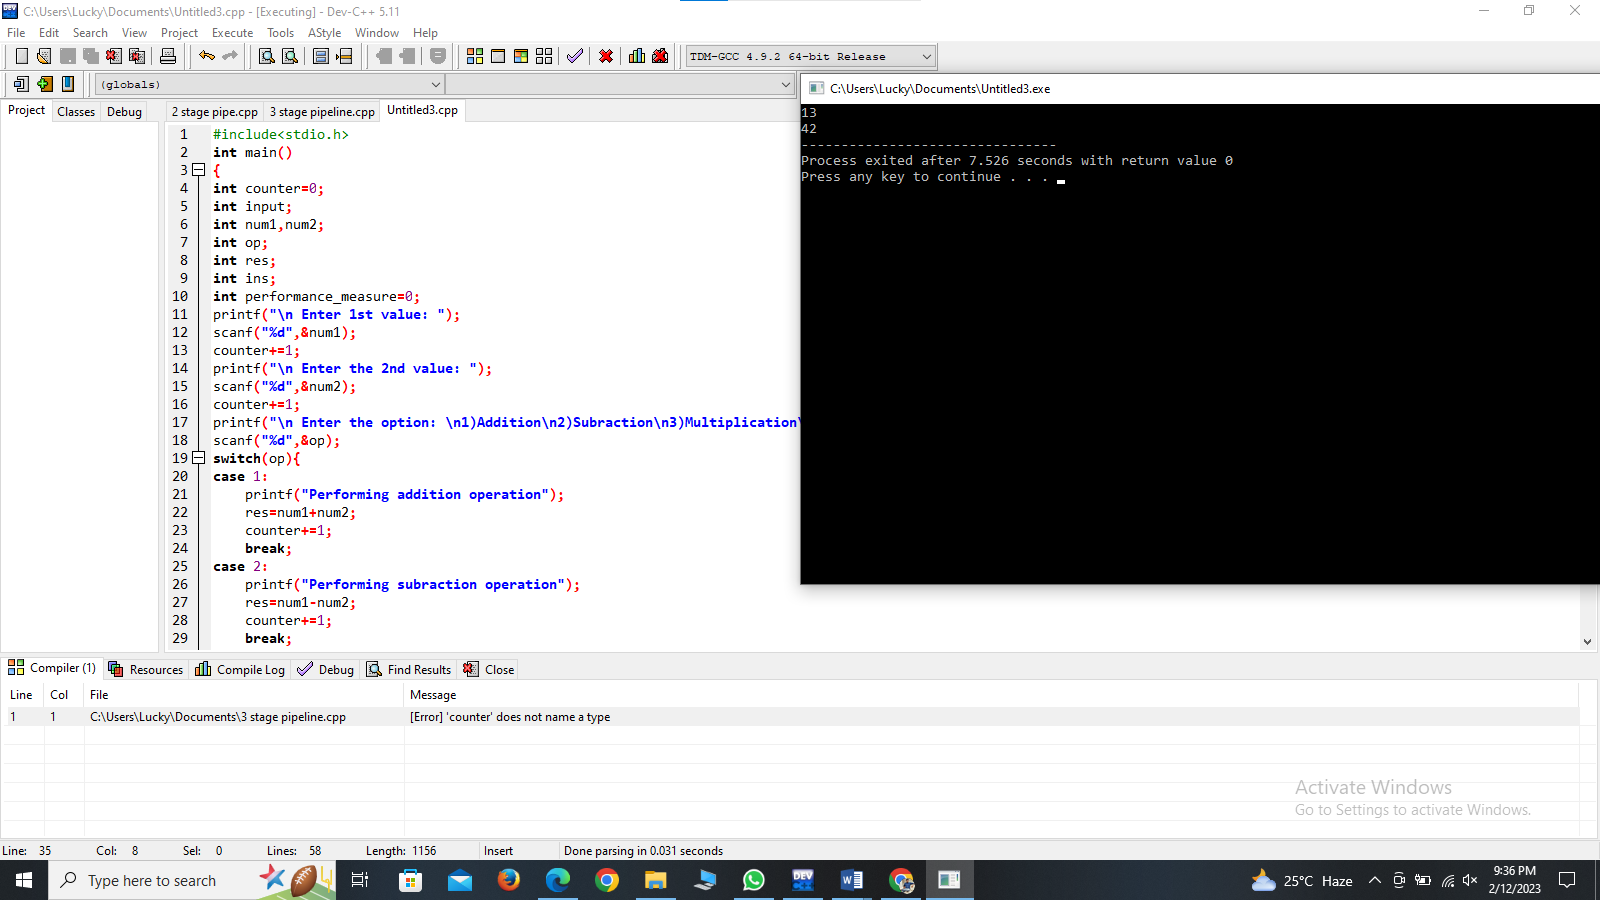 C:\Users\Lucky\Documents\Untitled3.cpp - [Executing] - Dev-C++ 5.11
File Edit Search View Project Execute Tools AStyle Window Help
TDM-GCC 4.9.2 64-bit Release
(globals)
Project Classes Debug
2 stage pipe.cpp 3 stage pipeline.cpp Untitled3.cpp
1 #include<stdio.h>
2 int main()
3 {
4 int counter=0;
5 int input;
6 int num1,num2;
7 int op;
8 int res;
9 int ins;
10 int performance_measure=0;
11 printf("\n Enter 1st value: ");
12 scanf("%d",&num1);
13 counter+=1;
14 printf("\n Enter the 2nd value: ");
15 scanf("%d",&num2);
16 counter+=1;
17 printf("\n Enter the option: \n1)Addition\n2)Subraction\n3)Multiplication\
18 scanf("%d",&op);
19 switch(op){
20 case 1:
21 printf("Performing addition operation");
22 res=num1+num2;
23 counter+=1;
24 break;
25 case 2:
26 printf("Performing subraction operation");
27 res=num1-num2;
28 counter+=1;
29 break;
C:\Users\Lucky\Documents\Untitled3.exe
13
42
--------------------------------
Process exited after 7.526 seconds with return value 0
Press any key to continue . . .
Compiler (1) Resources Compile Log Debug Find Results Close
Line Col File Message
1 1 C:\Users\Lucky\Documents\3 stage pipeline.cpp [Error] 'counter' does not name a type
Activate Windows
Go to Settings to activate Windows.
Line: 35 Col: 8 Sel: 0 Lines: 58 Length: 1156 Insert Done parsing in 0.031 seconds
Type here to search
25°C Haze
9:36 PM
2/12/2023